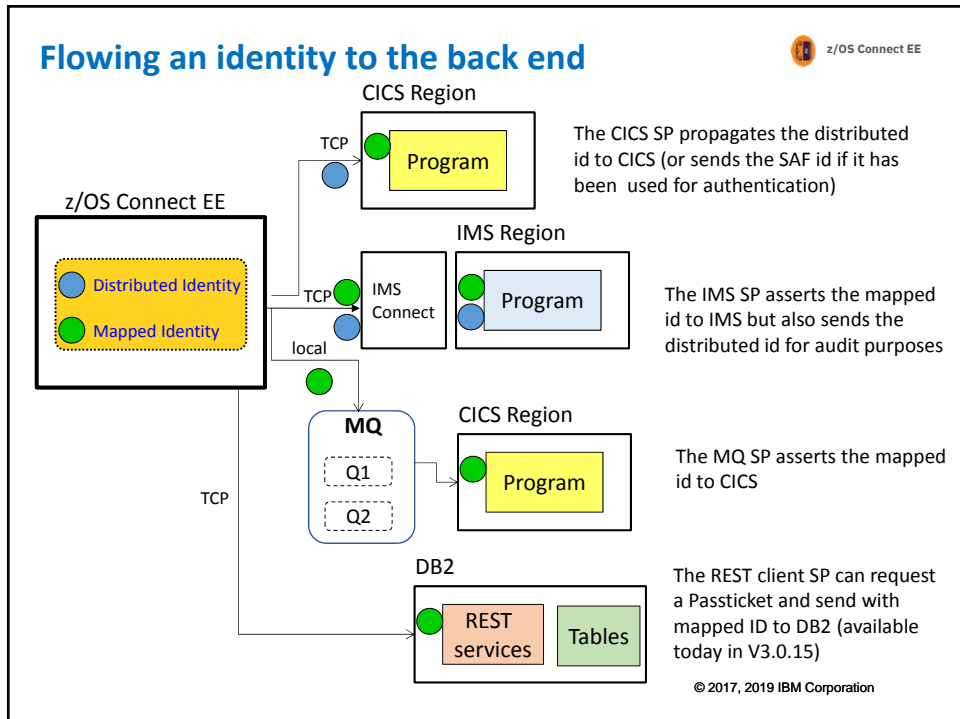 Flowing an identity to the back end
z/OS Connect EE
CICS Region
TCP
Program
The CICS SP propagates the distributed
id to CICS (or sends the SAF id if it has
been used for authentication)
z/OS Connect EE
Distributed Identity
Mapped Identity
IMS Region
TCP
IMS
Connect
Program
The IMS SP asserts the mapped
id to IMS but also sends the
distributed id for audit purposes
local
MQ
Q1
Q2
CICS Region
Program
The MQ SP asserts the mapped
id to CICS
TCP
DB2
REST
services
Tables
The REST client SP can request
a Passticket and send with
mapped ID to DB2 (available
today in V3.0.15)
© 2017, 2019 IBM Corporation